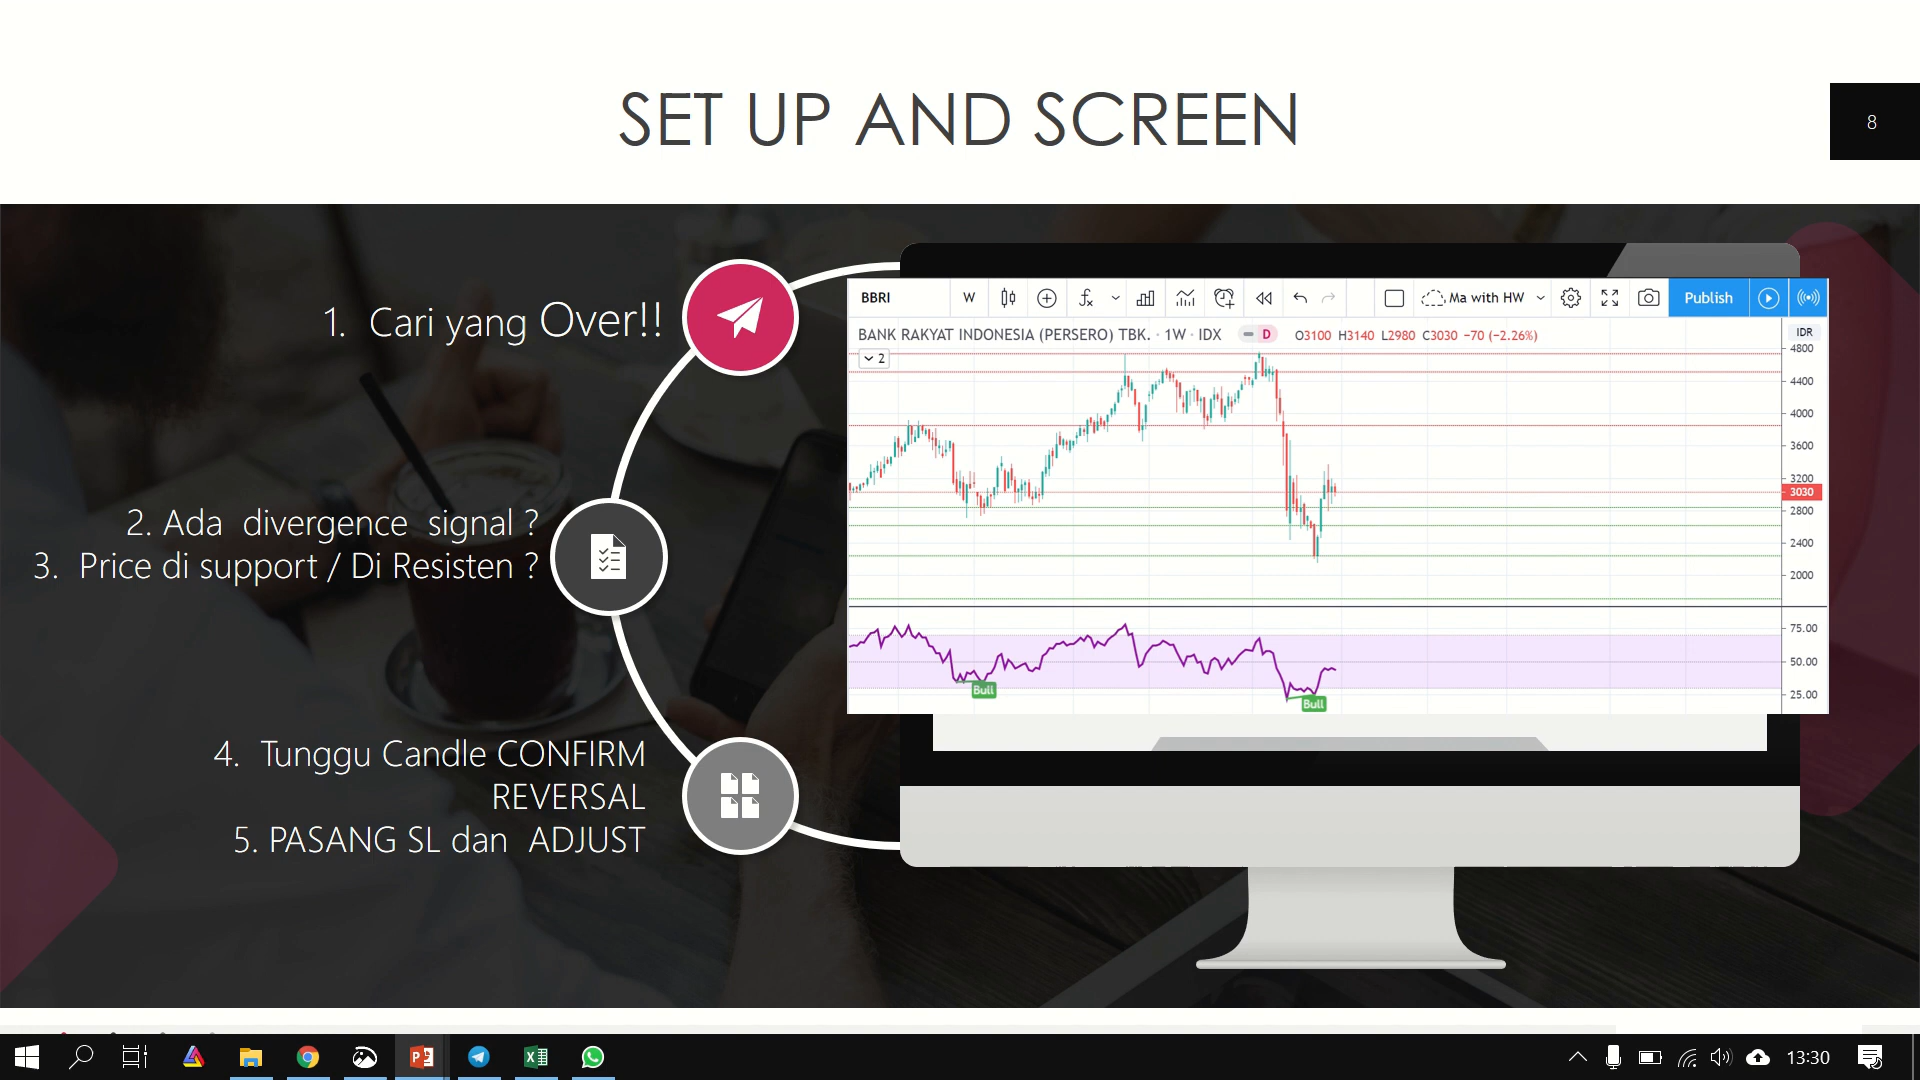 SET UP AND SCREEN
8
1. Cari yang Over!!
2. Ada divergence signal ?
3. Price di support / Di Resisten ?
4. Tunggu Candle CONFIRM
REVERSAL
5. PASANG SL dan ADJUST
BBRI W Ma with HW Publish
BANK RAKYAT INDONESIA (PERSERO) TBK. · 1W · IDX D O3100 H3140 L2980 C3030 −70 (−2.26%)
IDR
2
4800
4400
4000
3600
3200
3030
2800
2400
2000
75.00
50.00
25.00
Bull
Bull
13:30